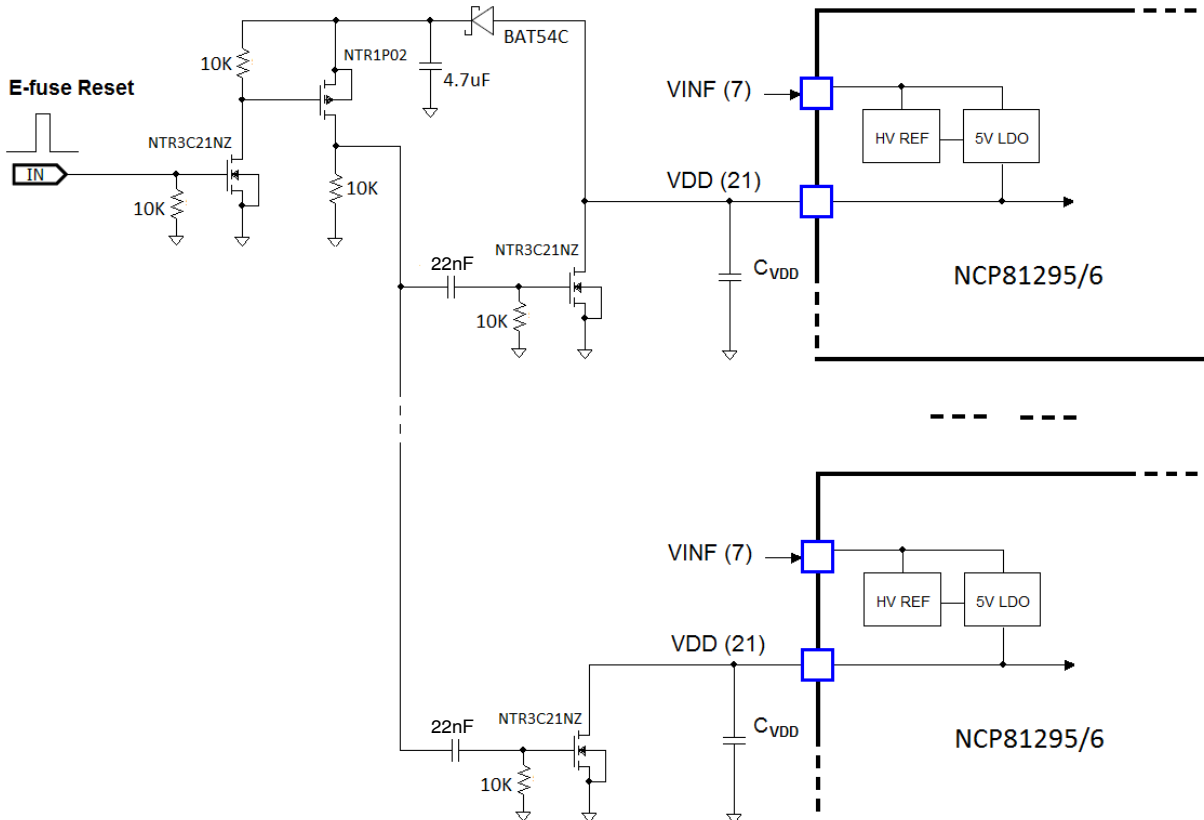 BAT54C
NTR1P02
10K
4.7uF
E-fuse Reset
VINF (7)
HV REF
5V LDO
NTR3C21NZ
IN
VDD (21)
10K
10K
NTR3C21NZ
22nF
CVDD
NCP81295/6
10K
VINF (7)
HV REF
5V LDO
VDD (21)
NTR3C21NZ
22nF
CVDD
NCP81295/6
10K